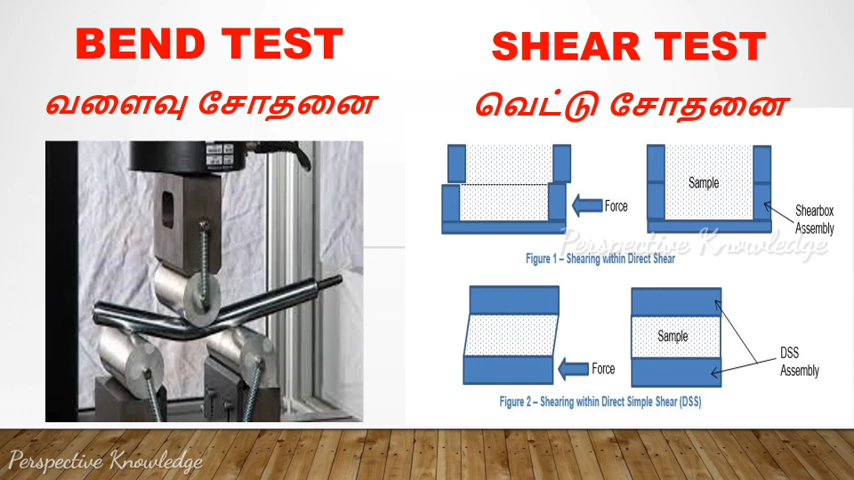 BEND TEST
வளைவு சோதனை
SHEAR TEST
வெட்டு சோதனை
Force
Sample
Shearbox
Assembly
Perspective Knowledge
Figure 1 – Shearing within Direct Shear
Force
Sample
DSS
Assembly
Figure 2 – Shearing within Direct Simple Shear (DSS)
Perspective Knowledge